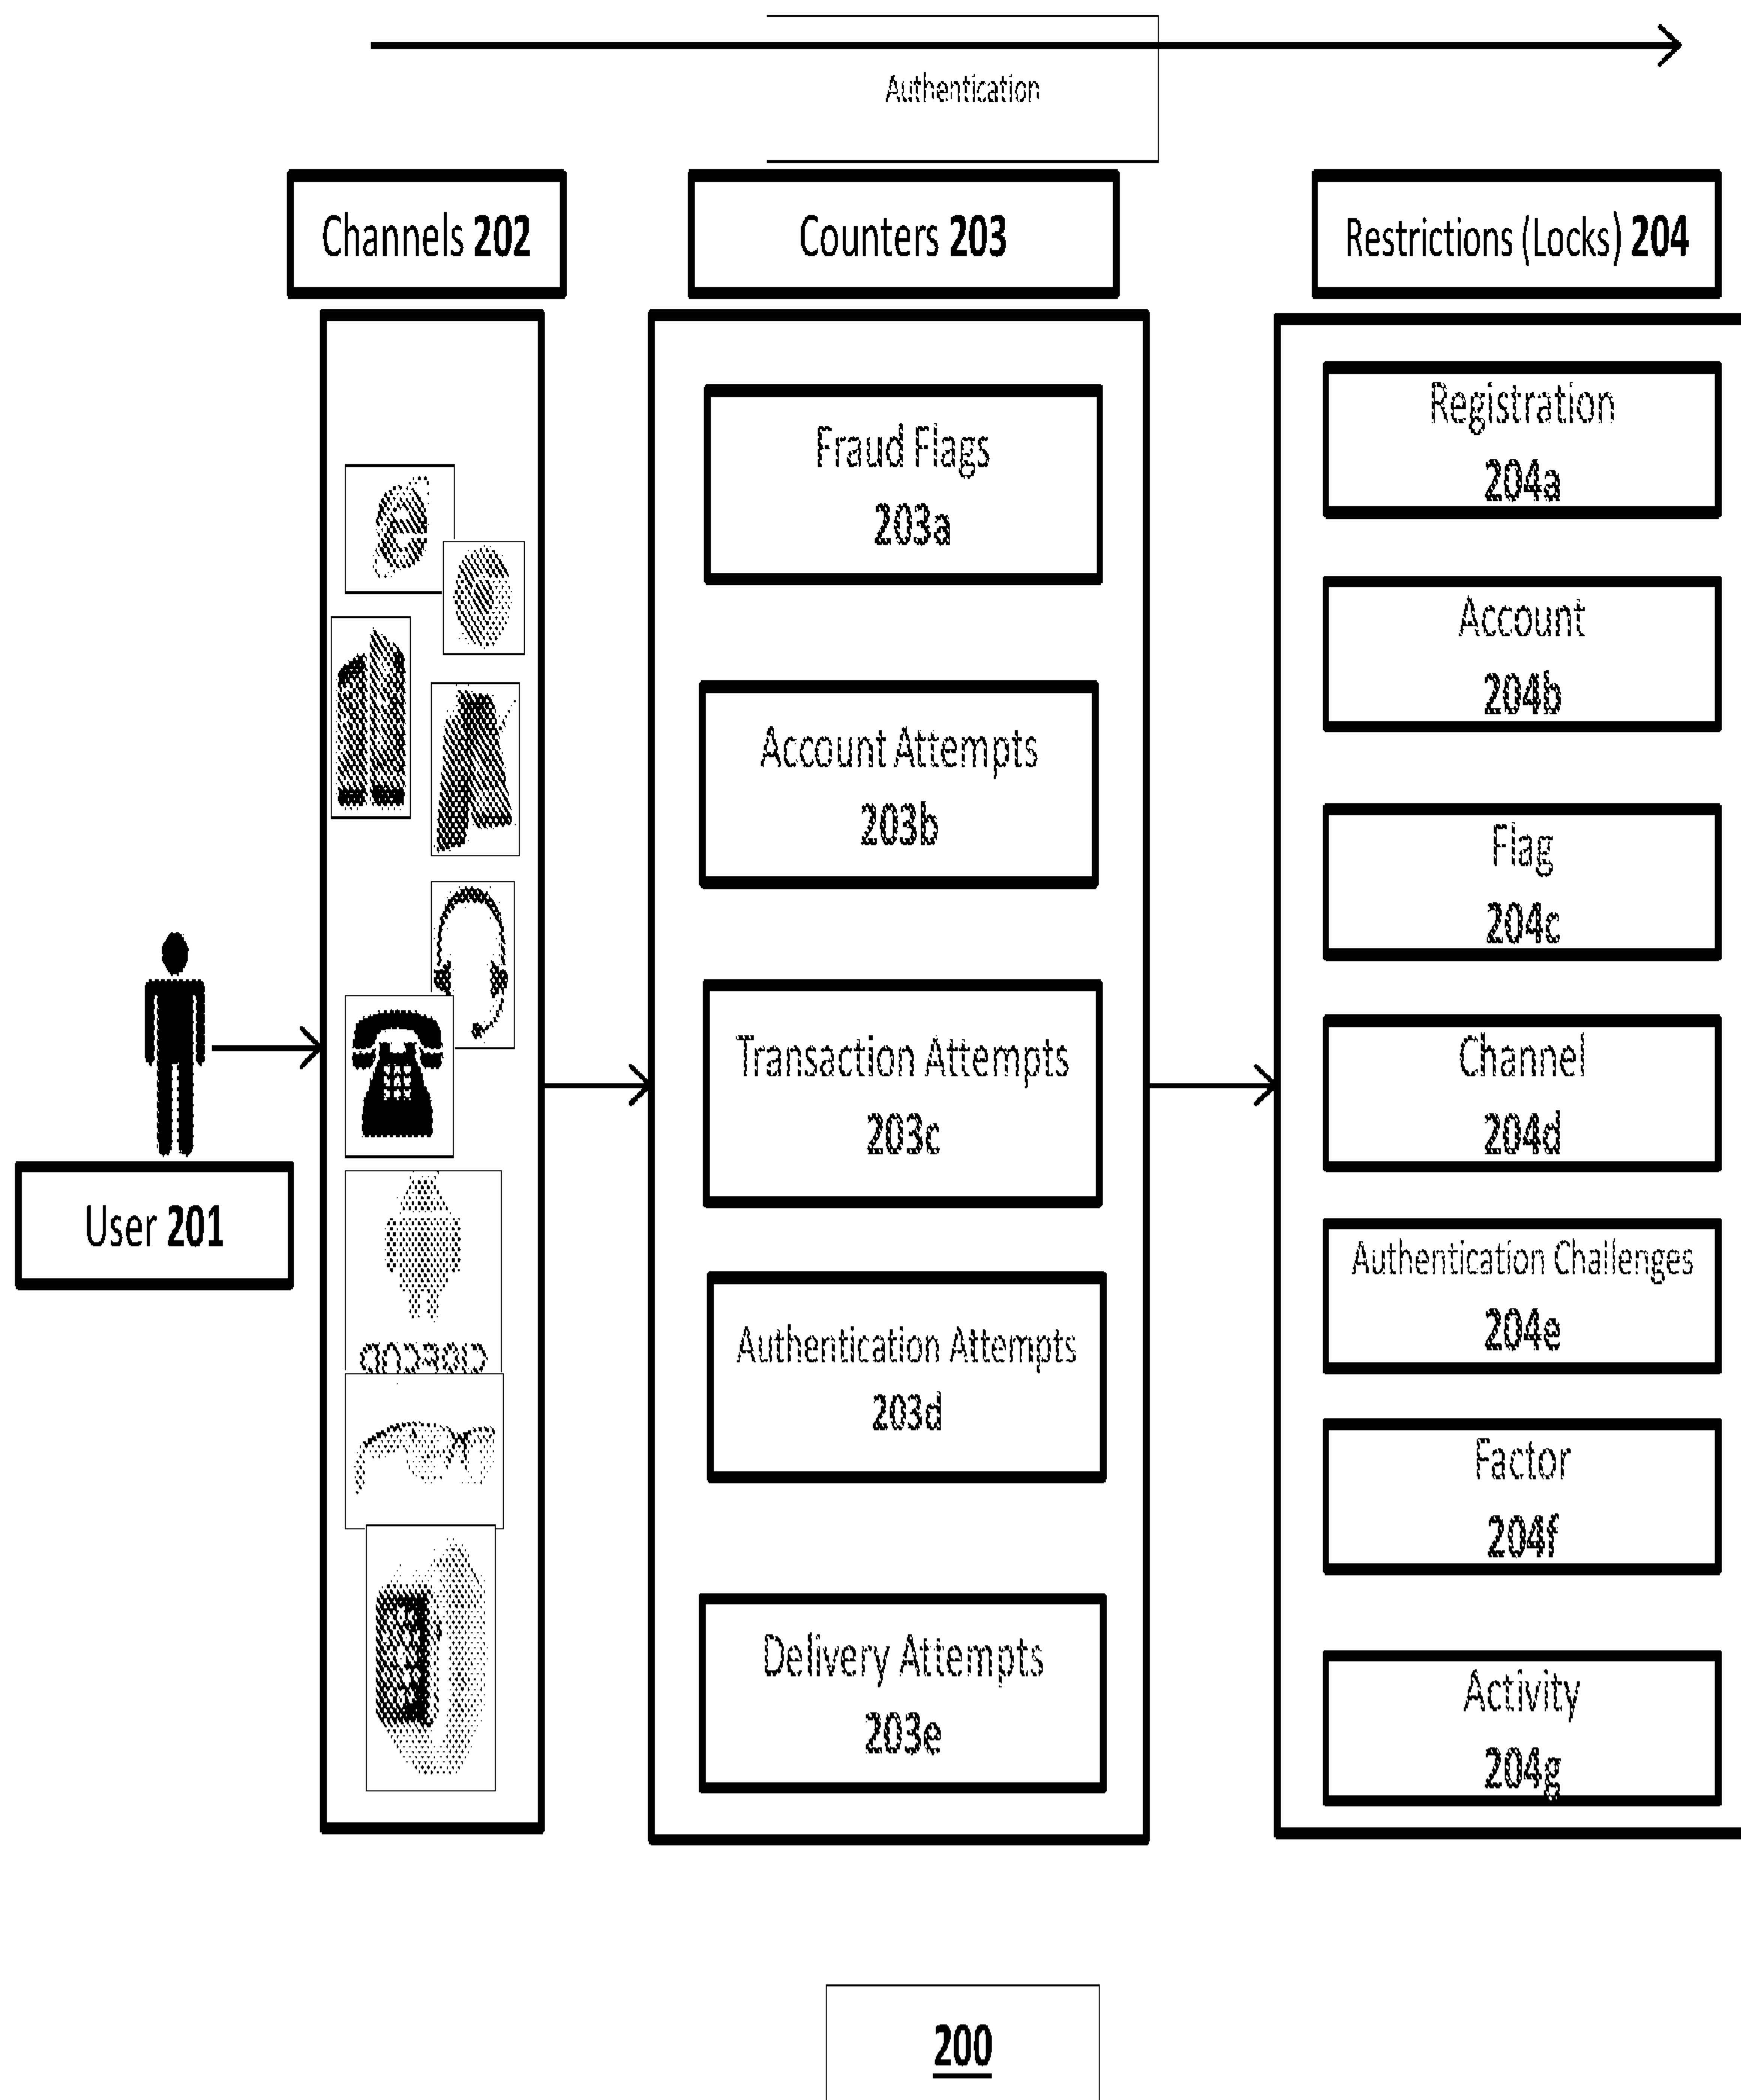 Authentication
Channels 202
Counters 203
Restrictions (Locks) 204
User 201
Fraud Flags
203a
Account Attempts
203b
Transaction Attempts
203c
Authentication Attempts
203d
Delivery Attempts
203e
Registration
204a
Account
204b
Flag
204c
Channel
204d
Authentication Challenges
204e
Factor
204f
Activity
204g
200